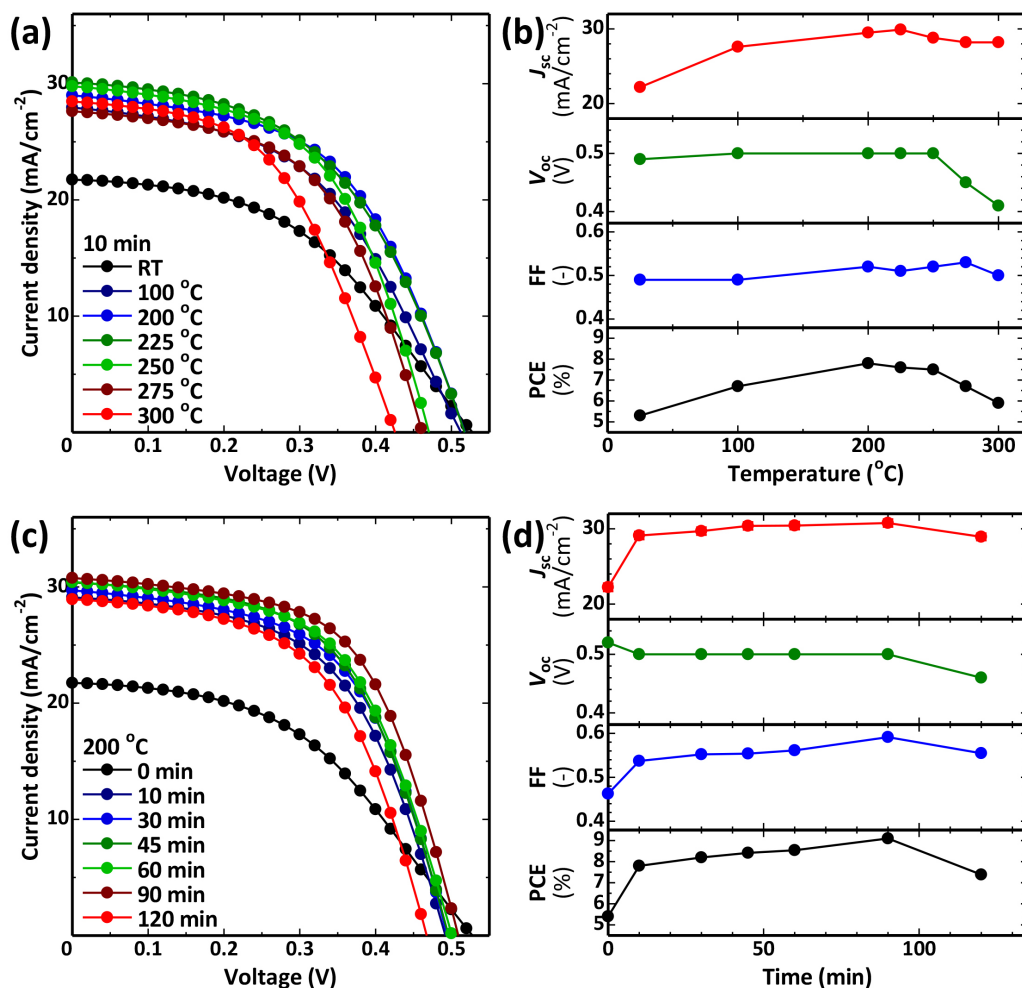 (a)
30
20
10
Current density (mA/cm⁻²)
10 min
RT
100 °C
200 °C
225 °C
250 °C
275 °C
300 °C
0.0 0.1 0.2 0.3 0.4 0.5
Voltage (V)
(b)
30
20
Jsc
(mA/cm⁻²)
0.5
0.4
Voc
(V)
0.6
0.5
0.4
FF
(-)
9
8
7
6
5
PCE
(%)
0 100 200 300
Temperature (°C)
(c)
30
20
10
Current density (mA/cm⁻²)
200 °C
0 min
10 min
30 min
45 min
60 min
90 min
120 min
0.0 0.1 0.2 0.3 0.4 0.5
Voltage (V)
(d)
30
20
Jsc
(mA/cm⁻²)
0.5
0.4
Voc
(V)
0.6
0.5
0.4
FF
(-)
9
8
7
6
5
PCE
(%)
0 50 100
Time (min)